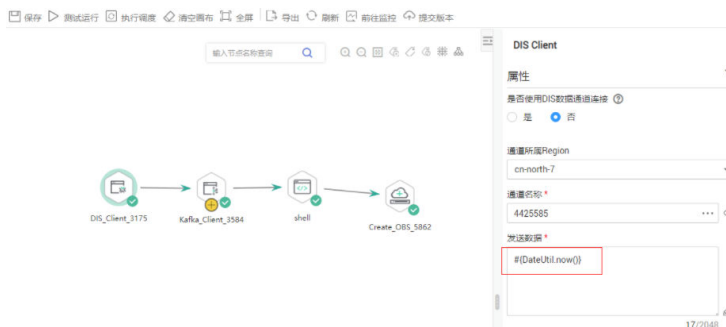 保存 测试运行 执行调度 清空画布 全屏 导出 刷新 前往监控 提交版本
输入节点名称查询
DIS Client
属性
是否使用DIS数据通道连接
是 否
通道所属Region
cn-north-7
通道名称 *
4425585
发送数据 *
#{DateUtil.now()}
17/2048
DIS_Client_3175
Kafka_Client_3584
shell
Create_OBS_5862